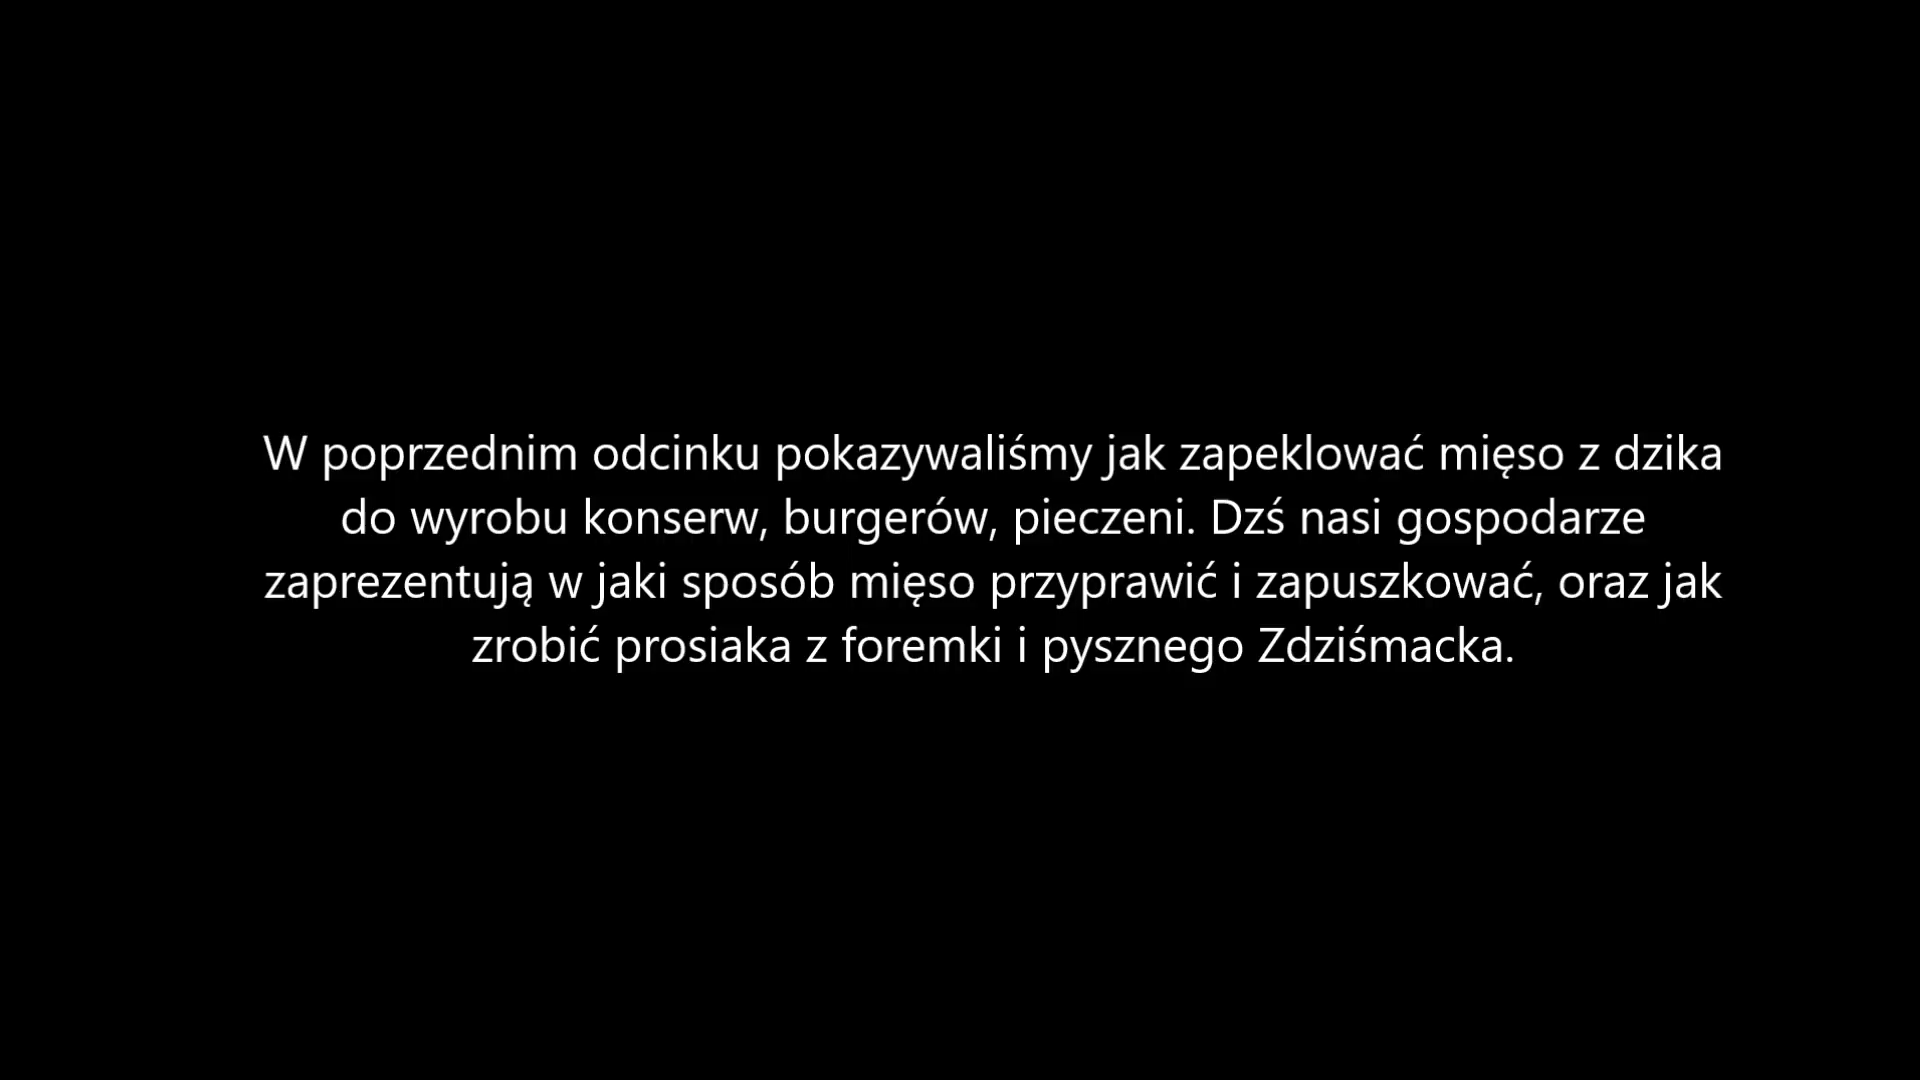 W poprzednim odcinku pokazywaliśmy jak zapeklować mięso z dzika
do wyrobu konserw, burgerów, pieczeni. Dzś nasi gospodarze
zaprezentują w jaki sposób mięso przyprawić i zapuszkować, oraz jak
zrobić prosiaka z foremki i pysznego Zdziśmacka.